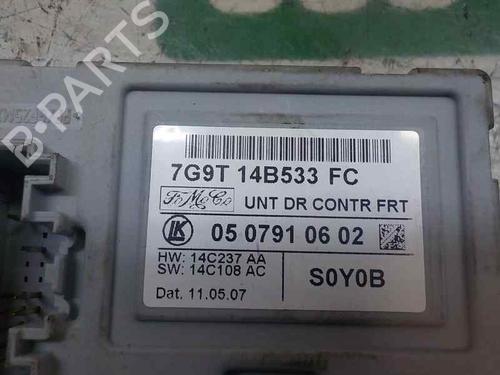 B-PARTS
7G9T 14B533 FC
FoMoCo
UNT DR CONTR FRT
LK
05 0791 06 02
HW: 14C237 AA
SW: 14C108 AC
S0Y0B
Dat. 11.05.07